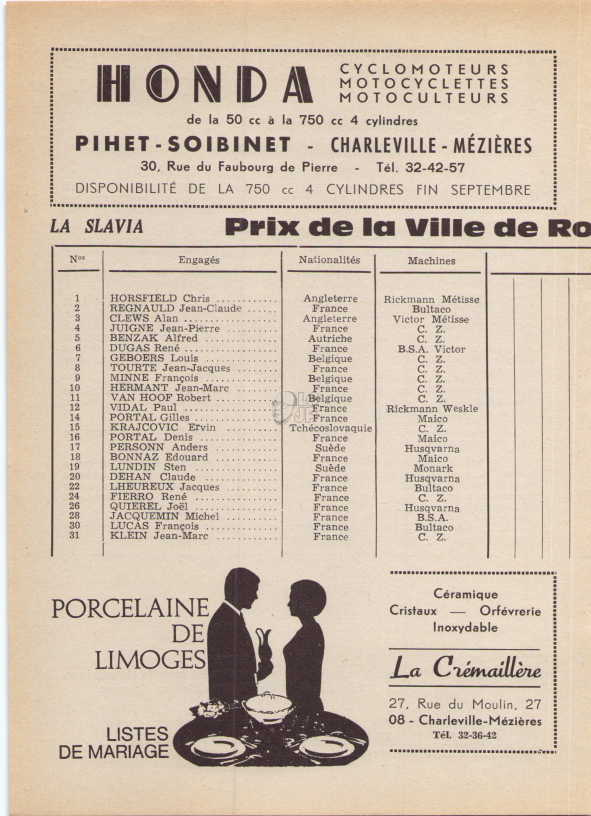 HONDA
CYCLOMOTEURS
MOTOCYCLETTES
MOTOCULTEURS
de la 50 cc à la 750 cc 4 cylindres
PIHET-SOIBINET - CHARLEVILLE-MÉZIÈRES
30, Rue du Faubourg de Pierre - Tél. 32-42-57
DISPONIBILITÉ DE LA 750 cc 4 CYLINDRES FIN SEPTEMBRE
LA SLAVIA Prix de la Ville de Ro
Nos Engagés Nationalités Machines
1 HORSFIELD Chris ............ Angleterre Rickmann Métisse
2 REGNAULD Jean-Claude ...... France Bultaco
3 CLEWS Alan ................. Angleterre Victor Métisse
4 JUIGNE Jean-Pierre .......... France C. Z.
5 BENZAK Alfred .............. Autriche C. Z.
6 DUGAS René ................. France B.S.A. Victor
7 GEBOERS Louis .............. Belgique C. Z.
8 TOURTE Jean-Jacques ........ France C. Z.
9 MINNE François .............. Belgique C. Z.
10 HERMANT Jean-Marc ......... France C. Z.
11 VAN HOOF Robert ............ Belgique C. Z.
12 VIDAL Paul .................. France Rickmann Weskle
14 PORTAL Gilles ................ France Maico
15 KRAJCOVIC Ervin ............ Tchécoslovaquie C. Z.
16 PORTAL Denis ................ France Maico
17 PERSONN Anders ............. Suède Husqvarna
18 BONNAZ Edouard ............. France Maico
19 LUNDIN Sten ................. Suède Monark
20 DEHAN Claude ............... France Husqvarna
22 LHEUREUX Jacques .......... France Bultaco
24 FIERRO René ................. France C. Z.
26 QUIEREL Joël ................. France Husqvarna
28 JACQUEMIN Michel .......... France B.S.A.
30 LUCAS François .............. France Bultaco
31 KLEIN Jean-Marc ............. France C. Z.
PORCELAINE
DE
LIMOGES
LISTES
DE MARIAGE
Céramique
Cristaux — Orfévrerie
Inoxydable
La Crémaillère
27, Rue du Moulin, 27
08 - Charleville-Mézières
Tél. 32-36-42